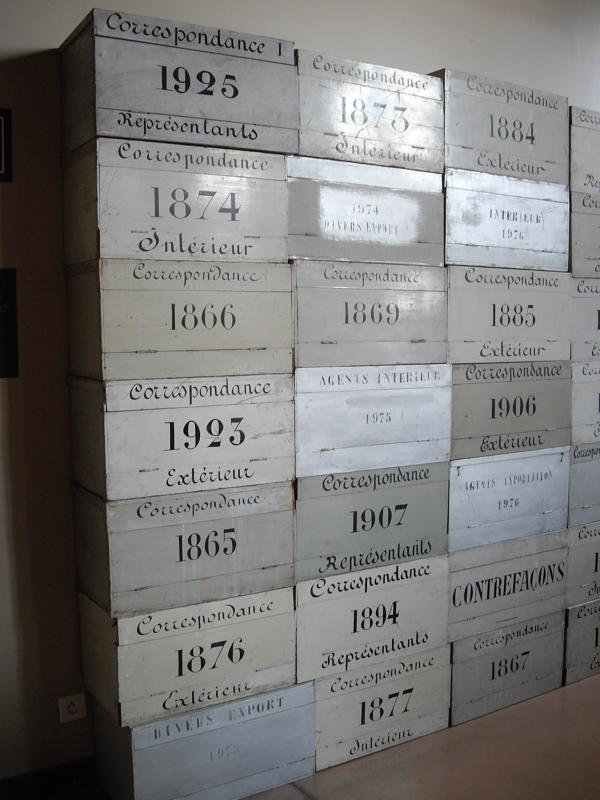 Correspondance 1
1925
Représentants
Correspondance
1874
Intérieur
Correspondance
1866
Correspondance
1923
Extérieur
Correspondance
1865
Correspondance
1876
Extérieur
DIVERS EXPORT
Correspondance
1873
Intérieur
1974
DIVERS EXPORT
Correspondance
1869
AGENTS INTERIEUR
1975
Correspondance
1907
Représentants
Correspondance
1894
Représentants
Correspondance
1877
Intérieur
Correspondance
1884
Extérieur
INTERIEUR
1976
Correspondance
1885
Extérieur
Correspondance
1906
Extérieur
AGENTS EXPORTATION
1976
CONTREFAÇONS
Correspondance
1867